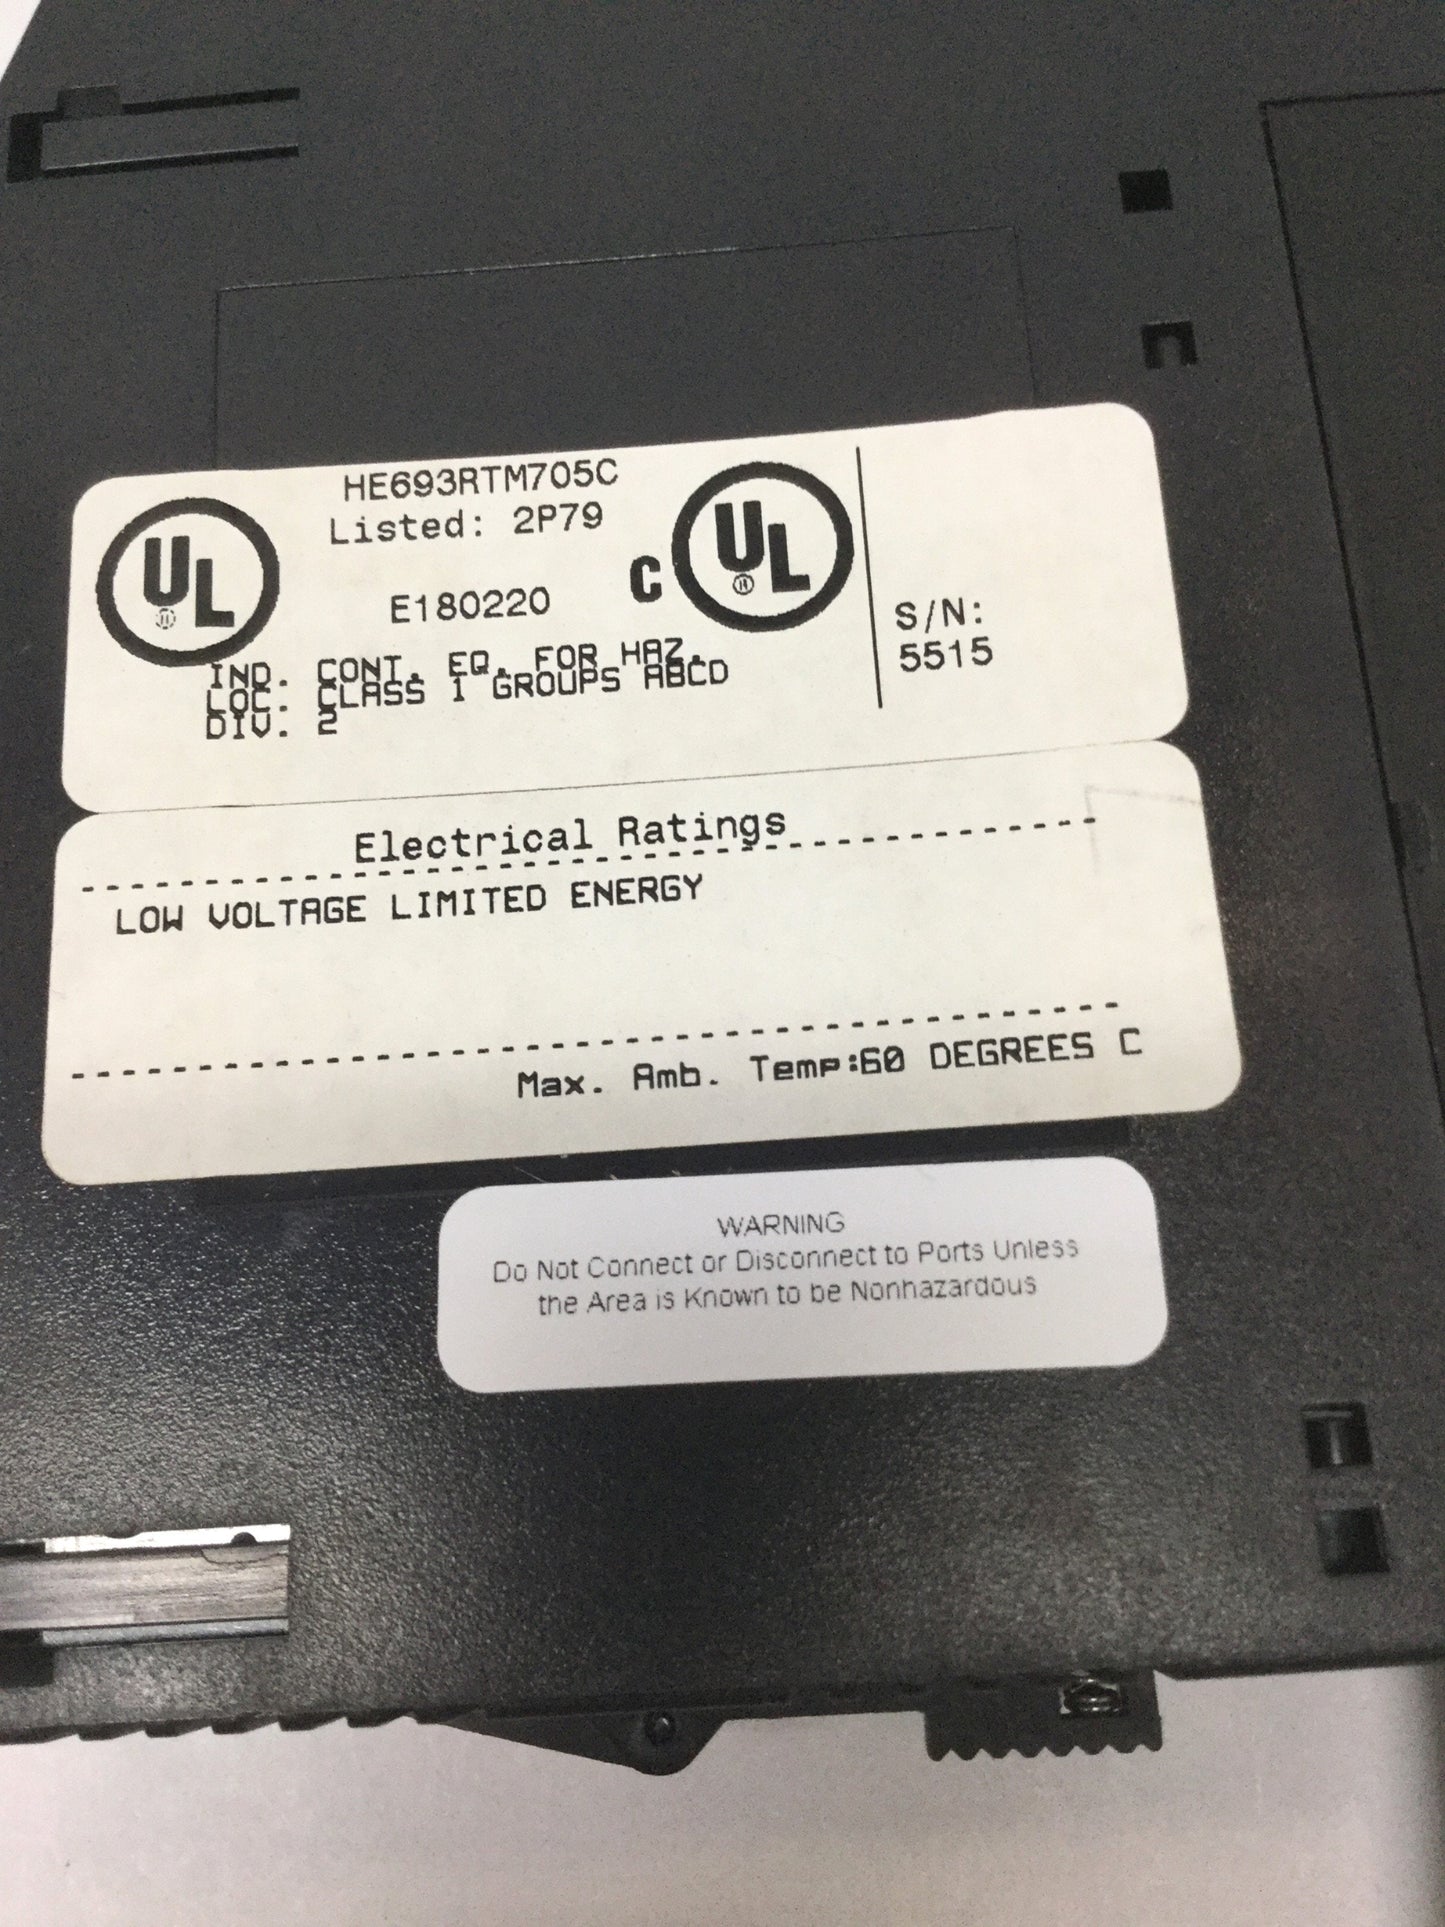 HE693RTM705C
Listed: 2P79
UL
E180220
C UL
IND. CONT. EQ. FOR HAZ.
LOC. CLASS 1 GROUPS ABCD
DIV. 2
S/N:
5515
Electrical Ratings
LOW VOLTAGE LIMITED ENERGY
Max. Amb. Temp:60 DEGREES C
WARNING
Do Not Connect or Disconnect to Ports Unless
the Area is Known to be Nonhazardous